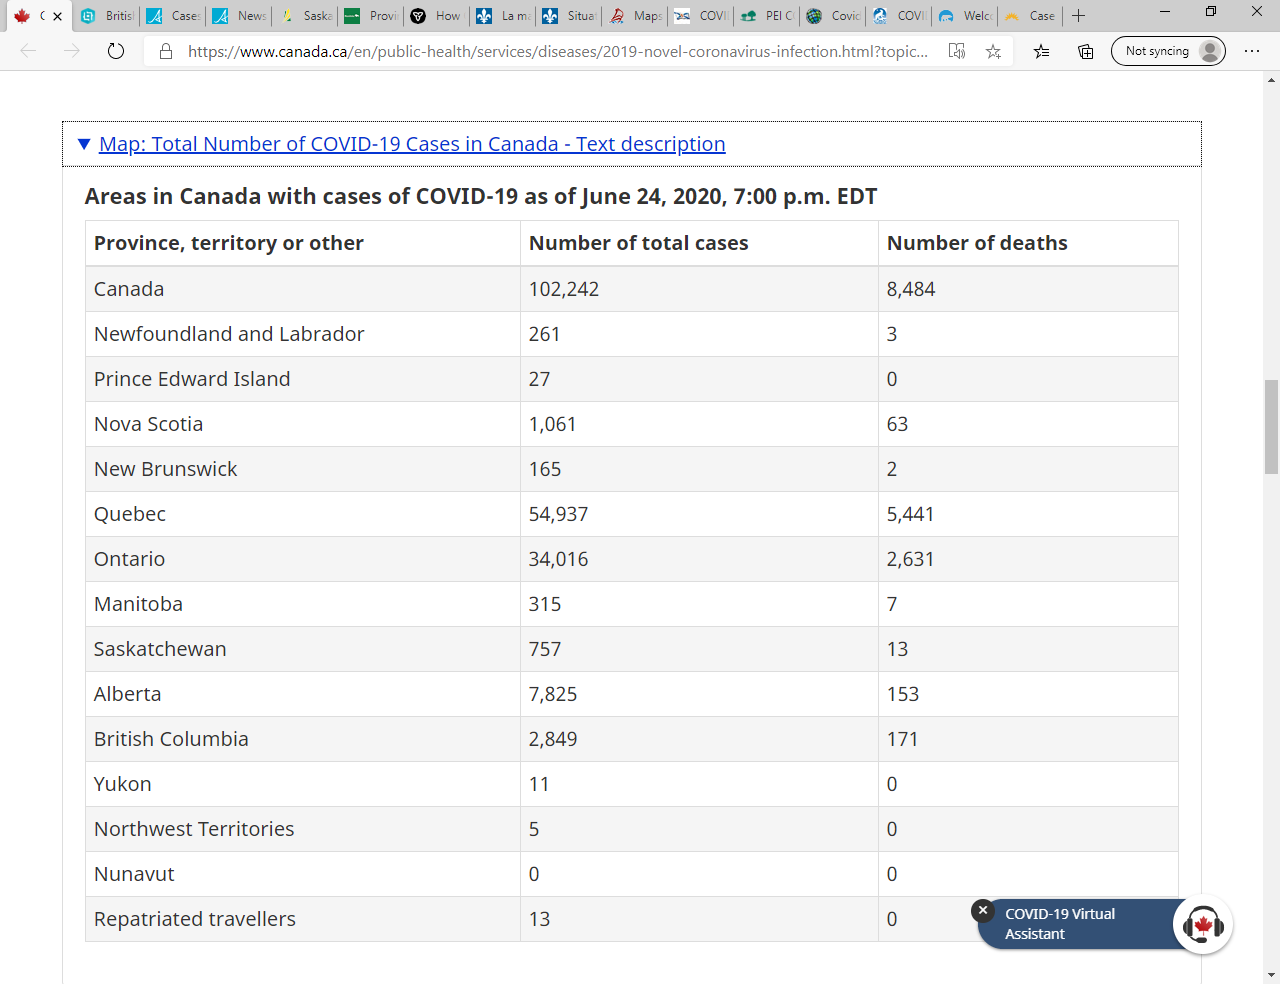 Britis
Case
News
Saska
Provi
How
La ma
Situat
Maps
COVI
PEI C
Covid
COVI
Welc
Case
https://www.canada.ca/en/public-health/services/diseases/2019-novel-coronavirus-infection.html?topic...
Not syncing
Map: Total Number of COVID-19 Cases in Canada - Text description
Areas in Canada with cases of COVID-19 as of June 24, 2020, 7:00 p.m. EDT
Province, territory or other Number of total cases Number of deaths
Canada 102,242 8,484
Newfoundland and Labrador 261 3
Prince Edward Island 27 0
Nova Scotia 1,061 63
New Brunswick 165 2
Quebec 54,937 5,441
Ontario 34,016 2,631
Manitoba 315 7
Saskatchewan 757 13
Alberta 7,825 153
British Columbia 2,849 171
Yukon 11 0
Northwest Territories 5 0
Nunavut 0 0
Repatriated travellers 13 0
COVID-19 Virtual
Assistant